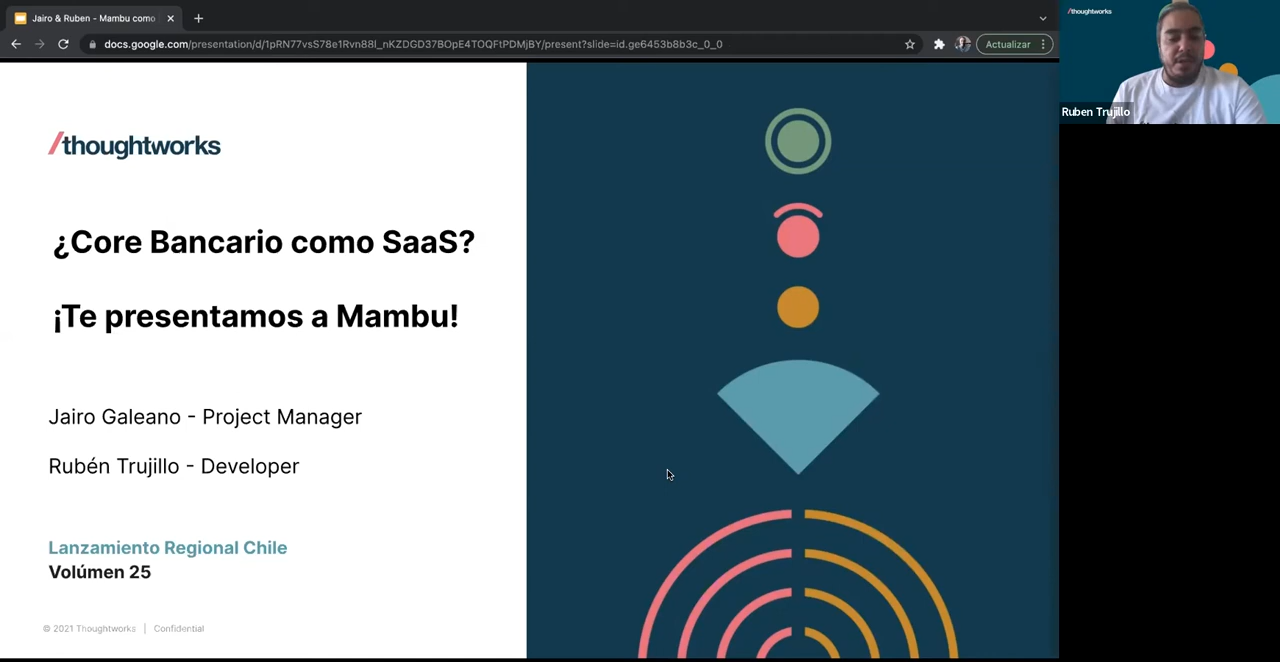 Jairo & Ruben - Mambu como
docs.google.com/presentation/d/1pRN77vsS78e1Rvn88I_nKZDGD37BOpE4TOQFtPDMjBY/present?slide=id.ge6453b8b3c_0_0
Actualizar
/thoughtworks
Ruben Trujillo
/thoughtworks
¿Core Bancario como SaaS?
¡Te presentamos a Mambu!
Jairo Galeano - Project Manager
Rubén Trujillo - Developer
Lanzamiento Regional Chile
Volúmen 25
© 2021 Thoughtworks | Confidential